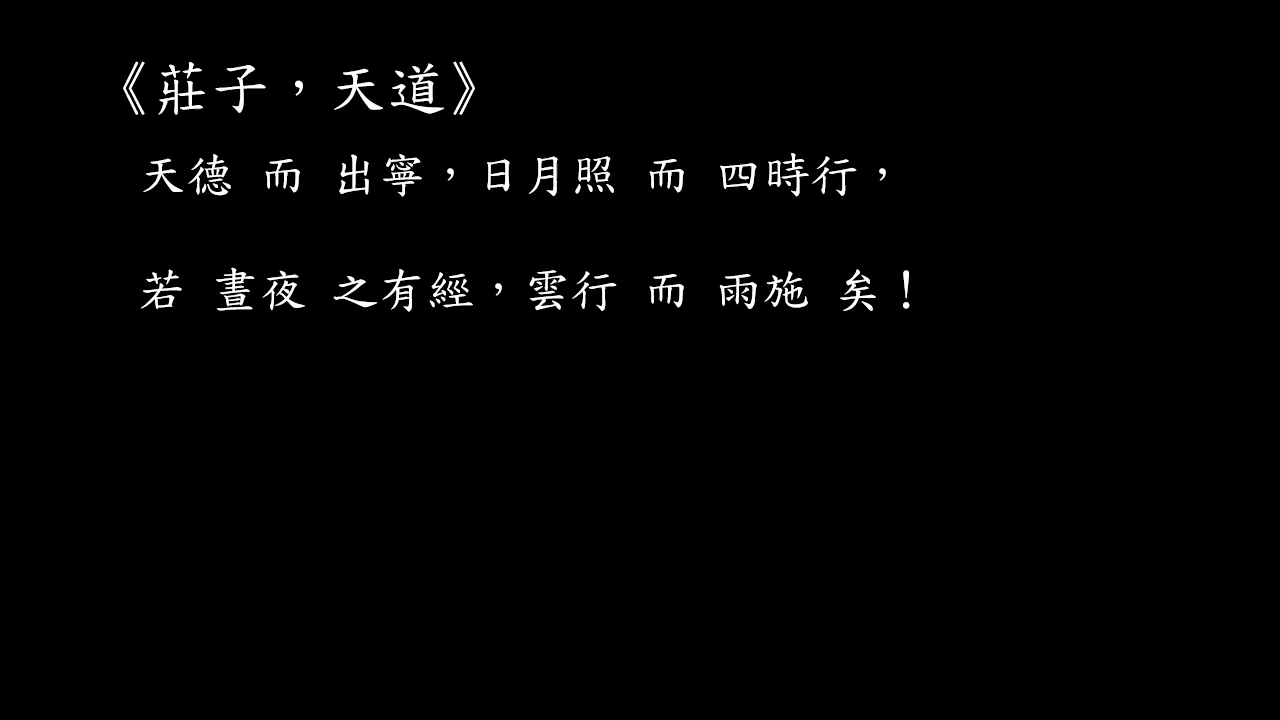 《莊子，天道》
天德 而 出寧，日月照 而 四時行，
若 晝夜 之有經，雲行 而 雨施 矣！